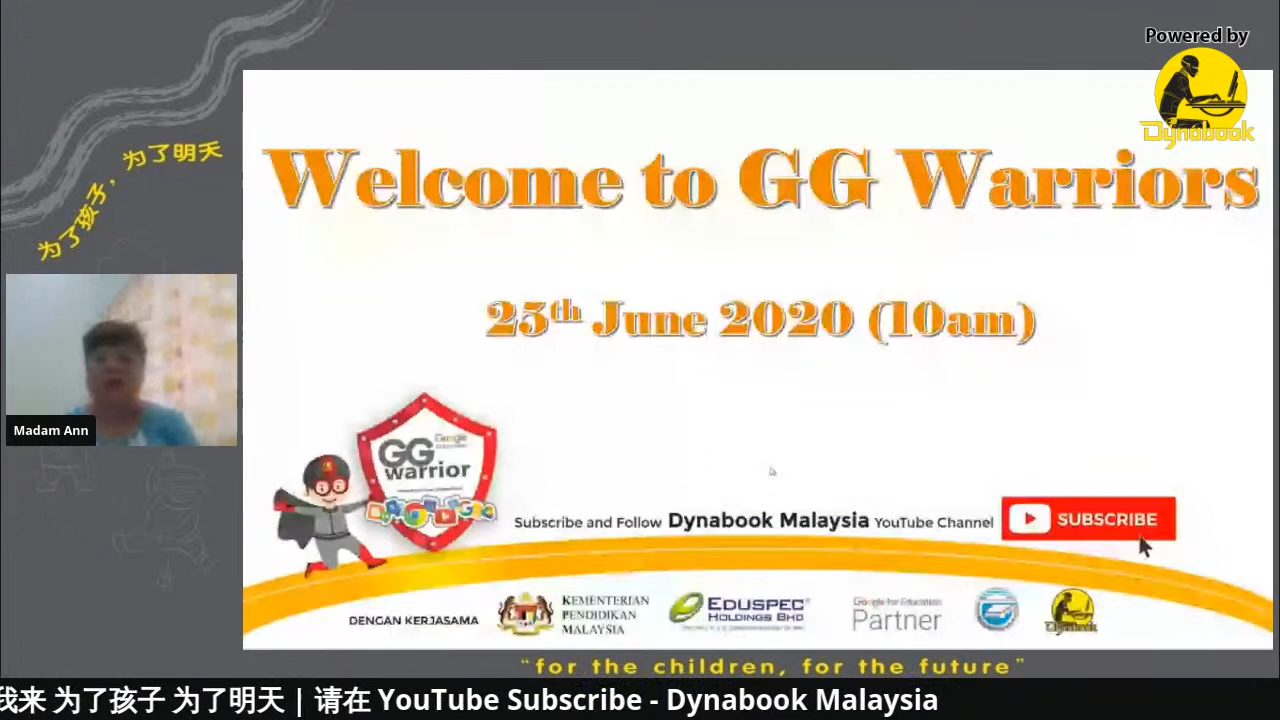 Powered by
Dynabook
为了孩子，为了明天
Welcome to GG Warriors
25th June 2020 (10am)
Madam Ann
GG
Google
warrior
Subscribe and Follow Dynabook Malaysia YouTube Channel
SUBSCRIBE
DENGAN KERJASAMA
KEMENTERIAN
PENDIDIKAN
MALAYSIA
EDUSPEC
HOLDINGS BHD
Google for Education
Partner
Dynabook
“for the children, for the future”
我来 为了孩子 为了明天 | 请在 YouTube Subscribe - Dynabook Malaysia